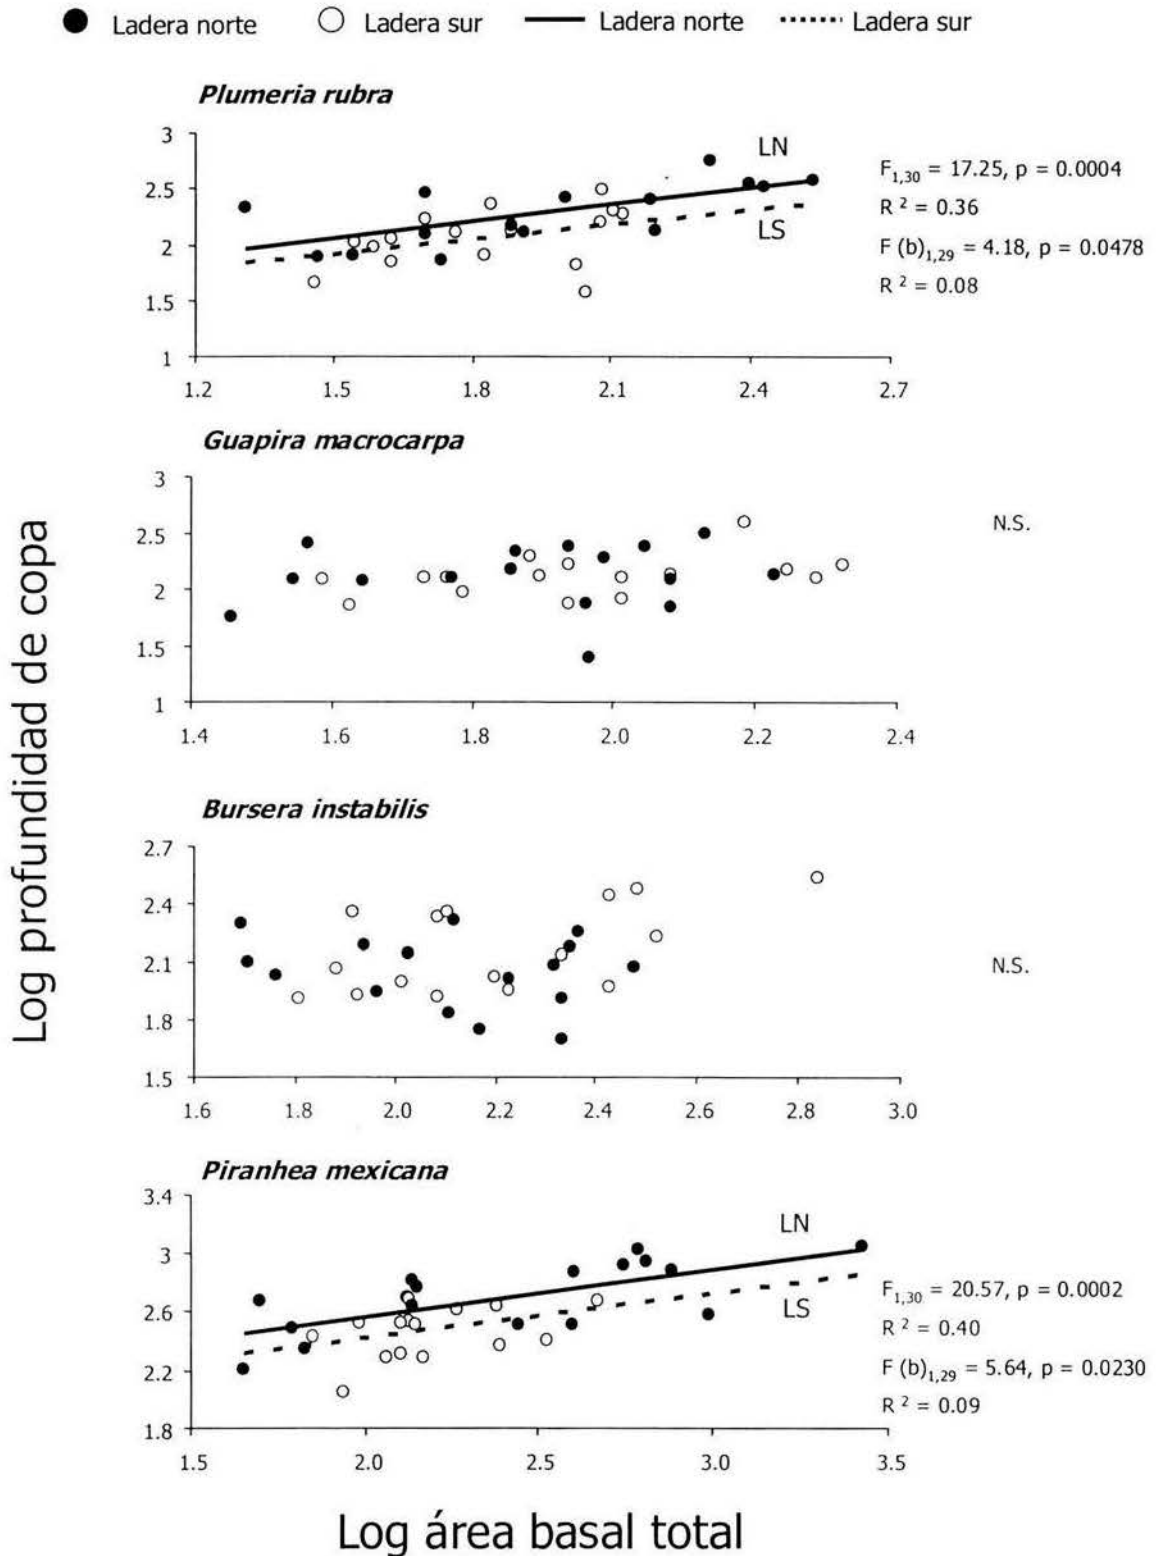 Ladera norte Ladera sur Ladera norte Ladera sur
Plumeria rubra
3
2.5
2
1.5
1
1.2 1.5 1.8 2.1 2.4 2.7
LN
LS
F1,30 = 17.25, p = 0.0004
R 2 = 0.36
F (b)1,29 = 4.18, p = 0.0478
R 2 = 0.08
Guapira macrocarpa
3
2.5
2
1.5
1
1.4 1.6 1.8 2.0 2.2 2.4
N.S.
Log profundidad de copa
Bursera instabilis
2.7
2.4
2.1
1.8
1.5
1.6 1.8 2.0 2.2 2.4 2.6 2.8 3.0
N.S.
Piranhea mexicana
3.4
3
2.6
2.2
1.8
1.5 2.0 2.5 3.0 3.5
LN
LS
F1,30 = 20.57, p = 0.0002
R 2 = 0.40
F (b)1,29 = 5.64, p = 0.0230
R 2 = 0.09
Log área basal total